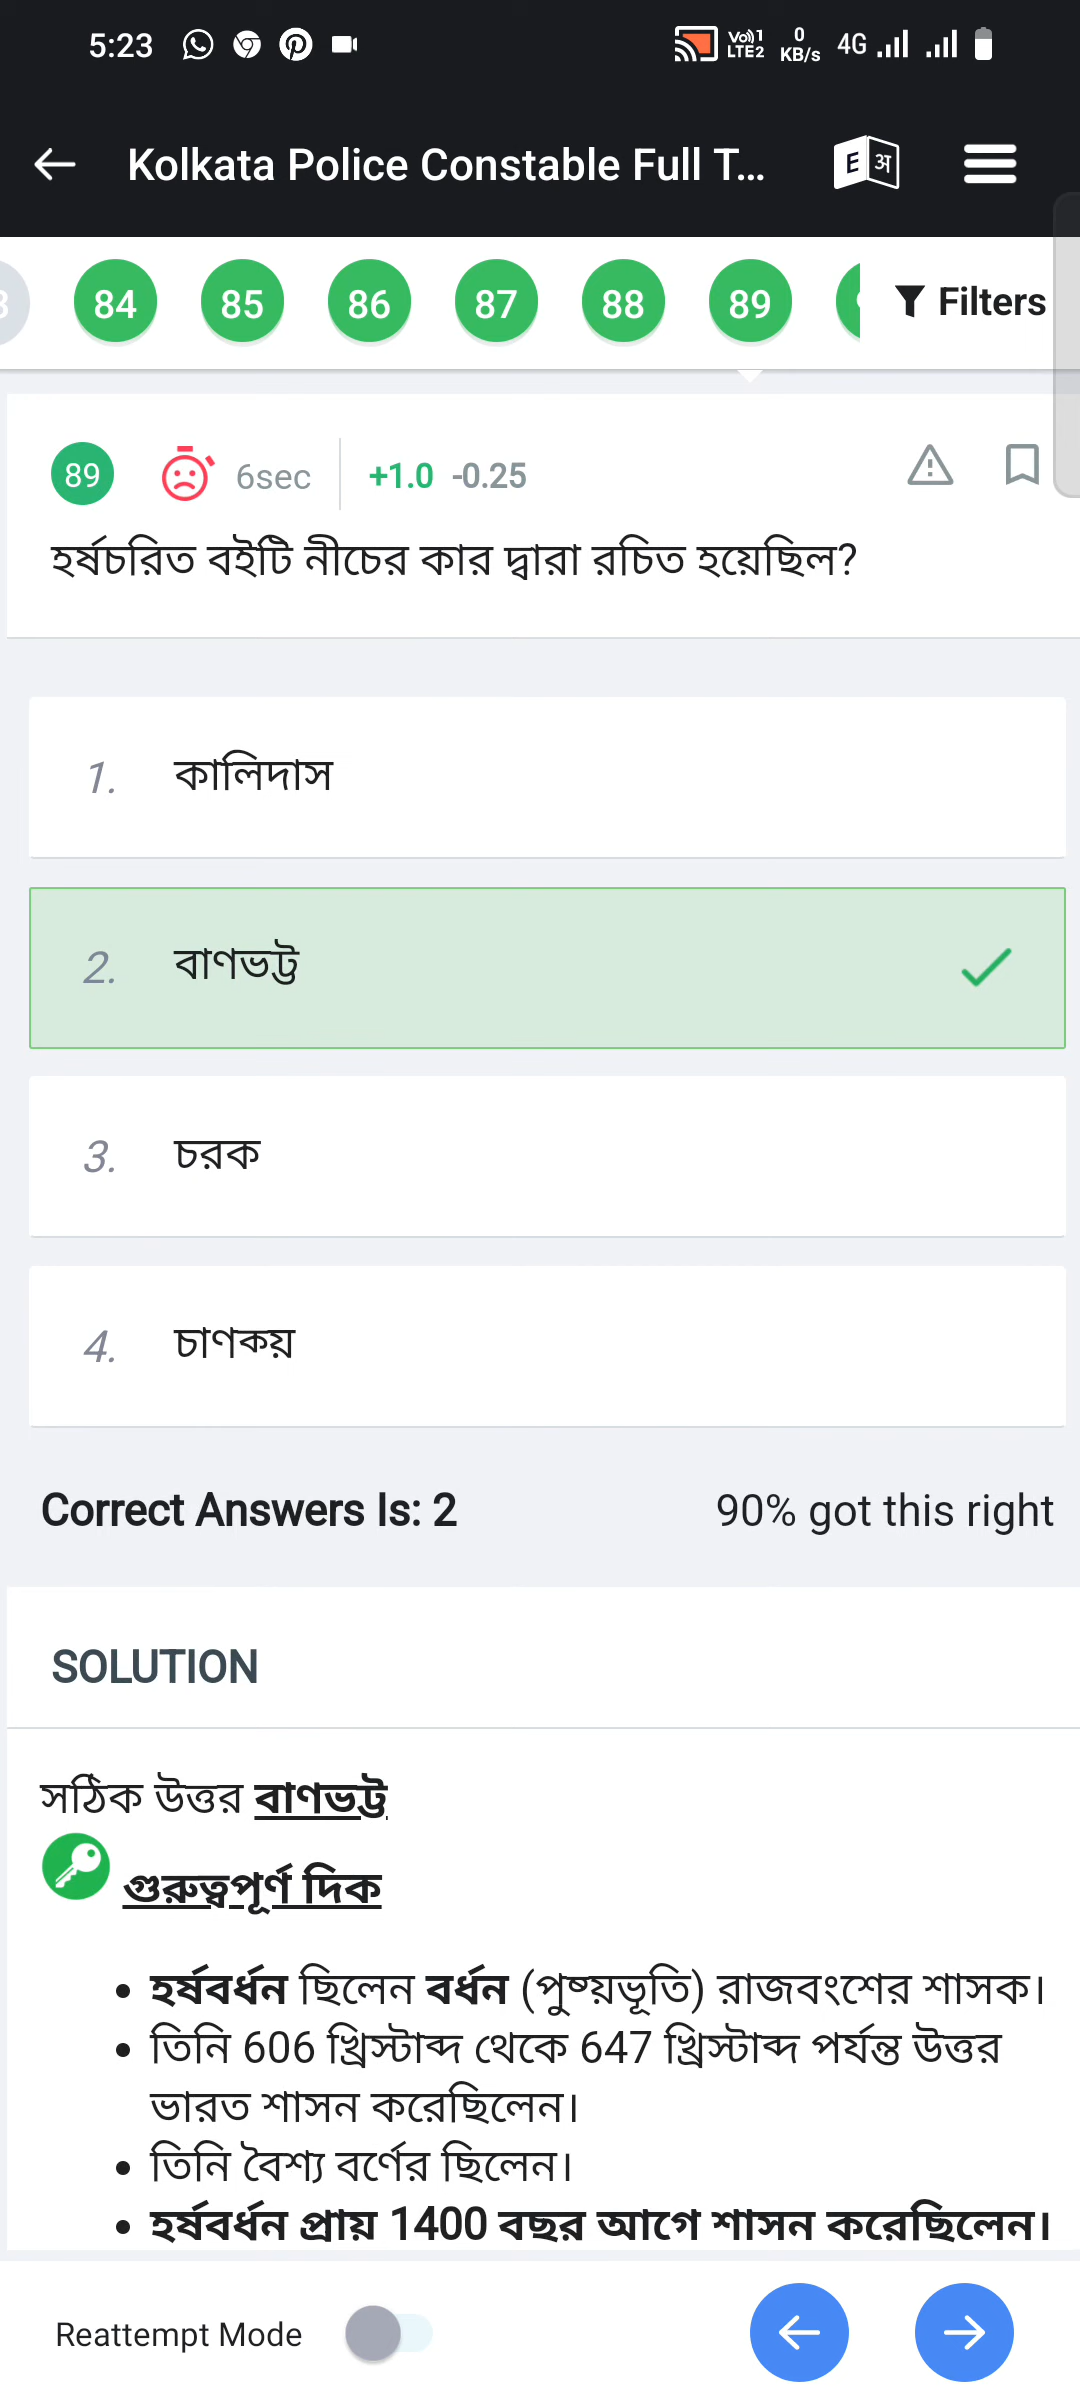 5:23 Vo)) 1 LTE2 0 KB/s 4G
Kolkata Police Constable Full T...
E अ
84 85 86 87 88 89 Filters
89 6sec +1.0 -0.25
হর্ষচরিত বইটি নীচের কার দ্বারা রচিত হয়েছিল?
1. কালিদাস
2. বাণভট্ট
3. চরক
4. চাণক্য়
Correct Answers Is: 2 90% got this right
SOLUTION
সঠিক উত্তর বাণভট্ট
গুরুত্বপূর্ণ দিক
• হর্ষবর্ধন ছিলেন বর্ধন (পুষ্য়ভূতি) রাজবংশের শাসক।
• তিনি 606 খ্রিস্টাব্দ থেকে 647 খ্রিস্টাব্দ পর্যন্ত উত্তর
ভারত শাসন করেছিলেন।
• তিনি বৈশ্য বর্ণের ছিলেন।
• হর্ষবর্ধন প্রায় 1400 বছর আগে শাসন করেছিলেন।
Reattempt Mode